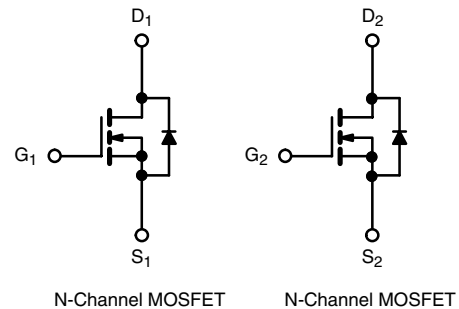 D1 D2
G1 G2
S1 S2
N-Channel MOSFET N-Channel MOSFET